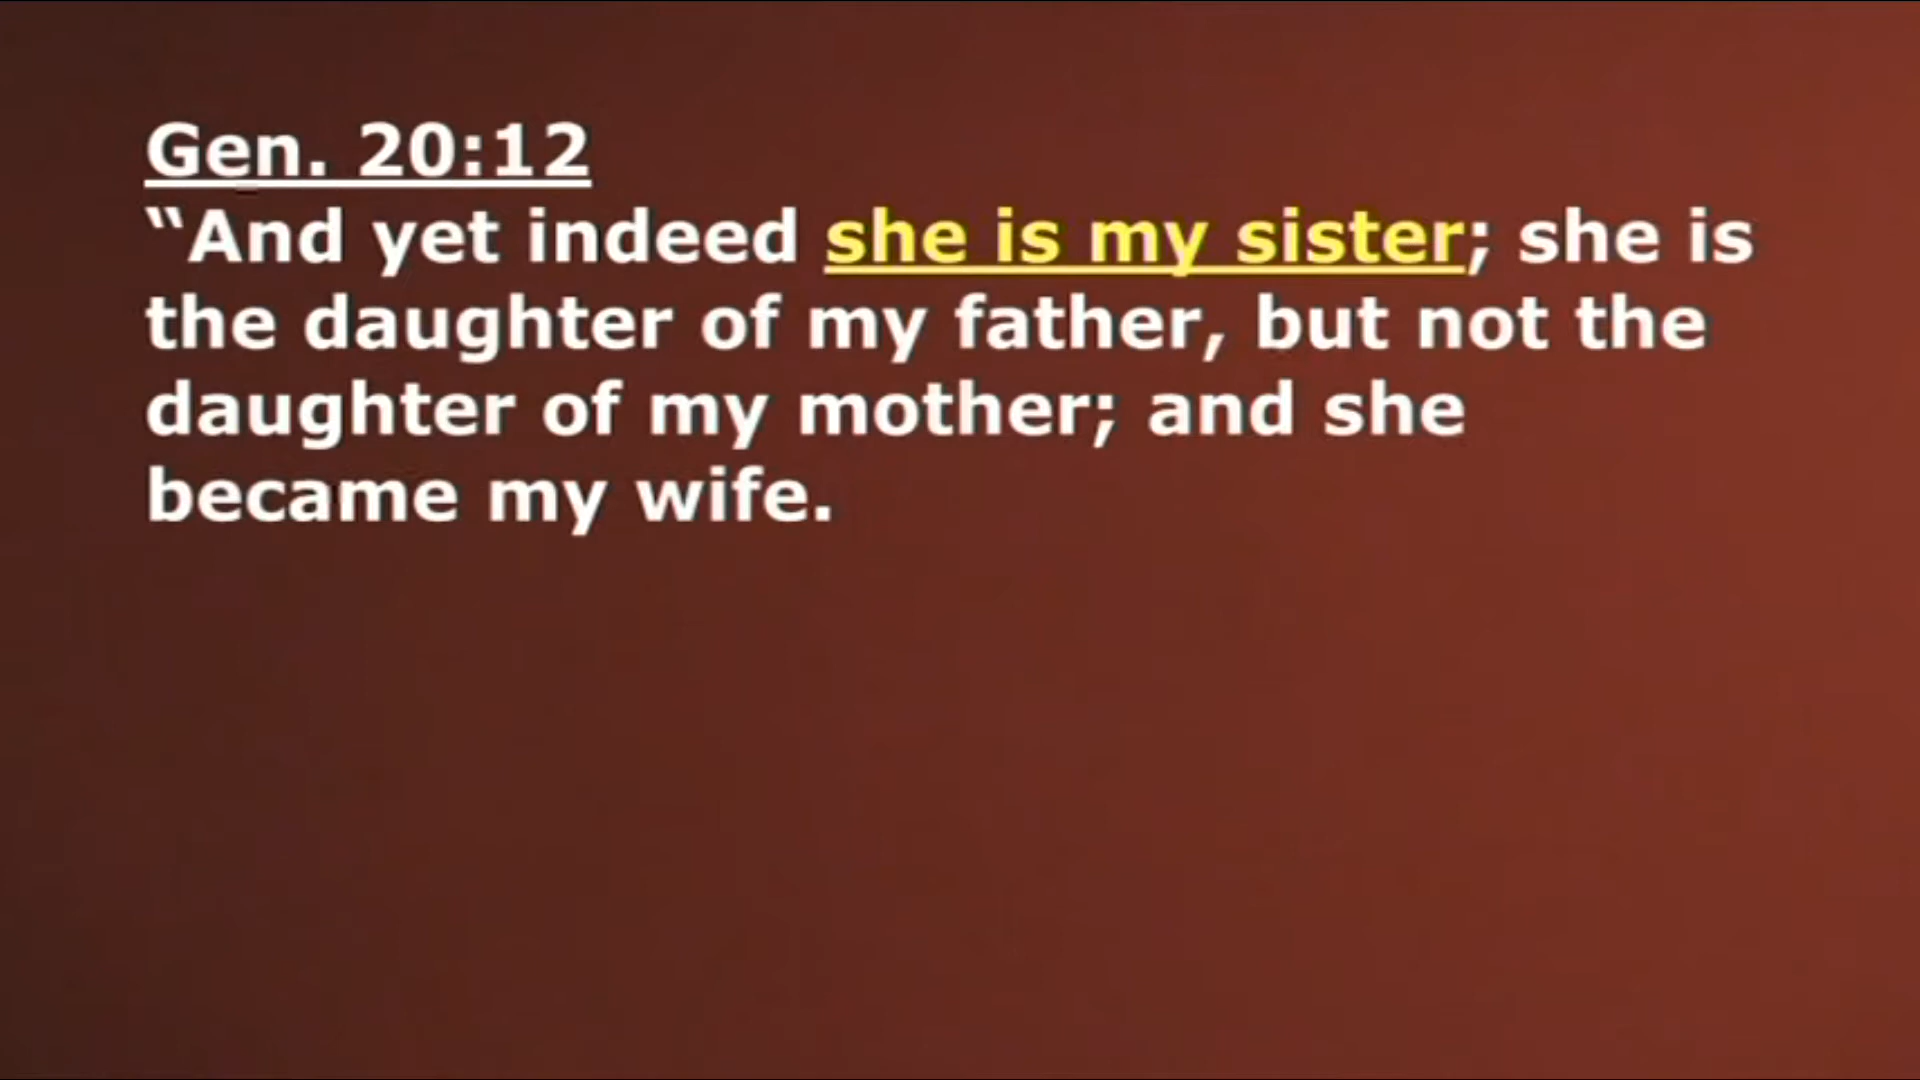 Gen. 20:12
“And yet indeed she is my sister; she is
the daughter of my father, but not the
daughter of my mother; and she
became my wife.